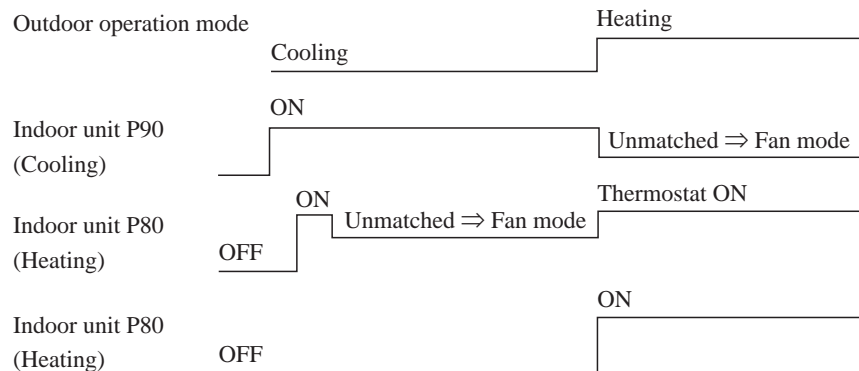 Outdoor operation mode
Heating
Cooling
ON
Indoor unit P90
(Cooling)
Unmatched ⇒ Fan mode
ON
Thermostat ON
Indoor unit P80
(Heating)
OFF
Unmatched ⇒ Fan mode
ON
Indoor unit P80
(Heating)
OFF